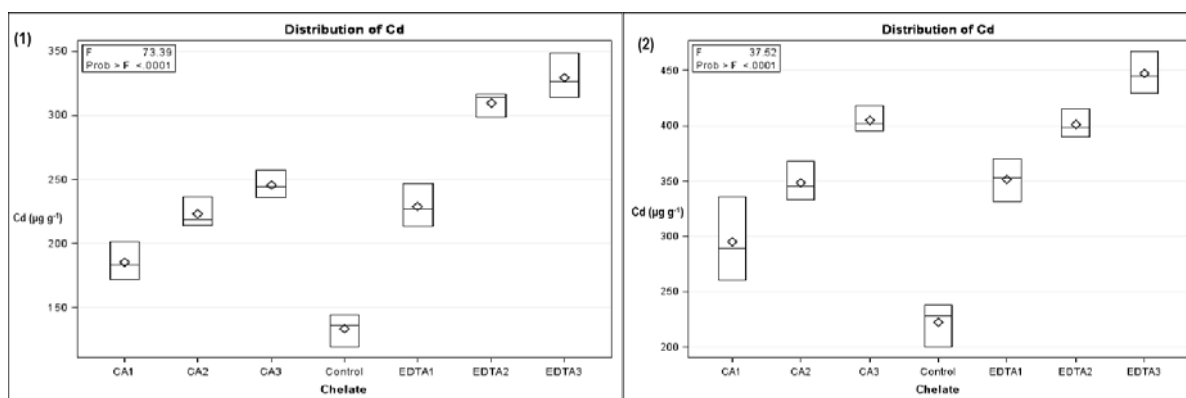 (1)
Distribution of Cd
F 73.39
Prob > F <.0001
350
300
250
200
150
Cd (µg g⁻¹)
CA1 CA2 CA3 Control EDTA1 EDTA2 EDTA3
Chelate
(2)
Distribution of Cd
F 37.52
Prob > F <.0001
450
400
350
300
250
200
Cd (µg g⁻¹)
CA1 CA2 CA3 Control EDTA1 EDTA2 EDTA3
Chelate